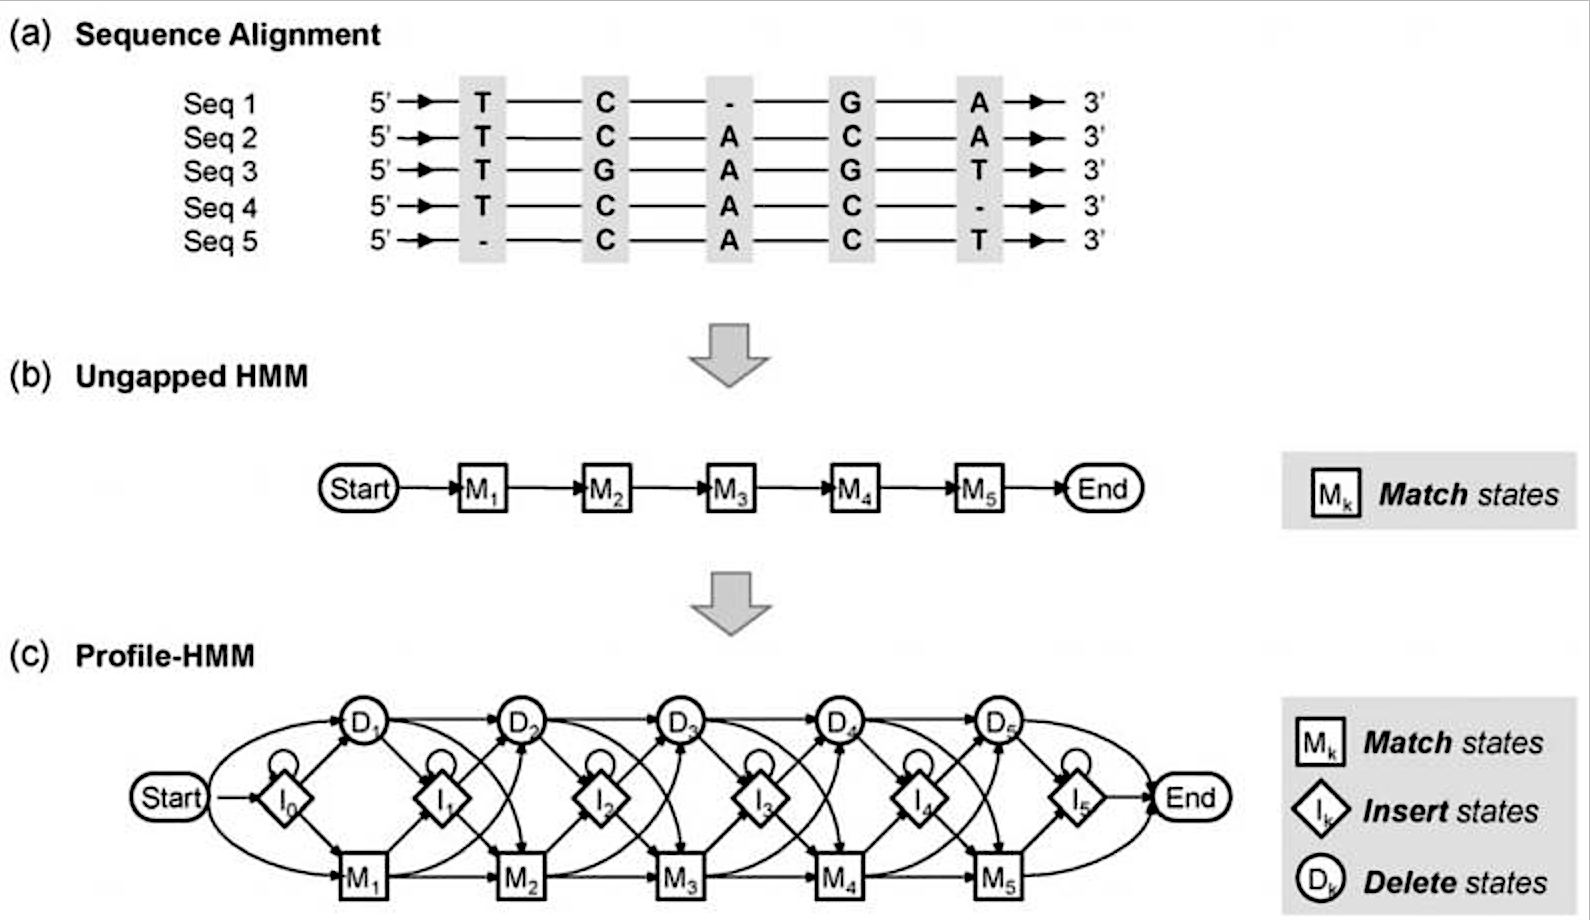 (a) Sequence Alignment
Seq 1 5' T C - G A 3'
Seq 2 5' T C A C A 3'
Seq 3 5' T G A G T 3'
Seq 4 5' T C A C - 3'
Seq 5 5' - C A C T 3'
(b) Ungapped HMM
Start M1 M2 M3 M4 M5 End
Mk Match states
(c) Profile-HMM
D1 D2 D3 D4 D5
Start I0 I1 I2 I3 I4 I5 End
M1 M2 M3 M4 M5
Mk Match states
Ik Insert states
Dk Delete states